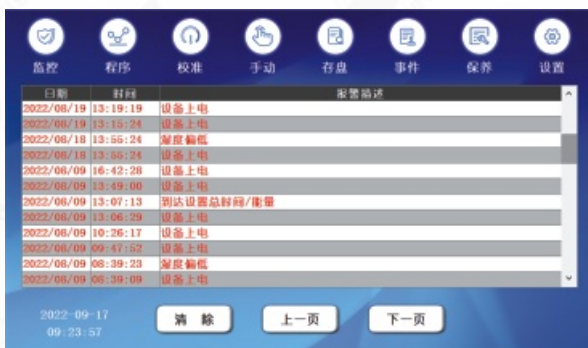 监控 程序 校准 手动 存盘 事件 保养 设置
日期 时间 报警描述
2022/08/19 13:19:19 设备上电
2022/08/19 13:15:24 设备上电
2022/08/18 13:55:24 湿度偏低
2022/08/18 13:55:24 设备上电
2022/08/09 16:42:28 设备上电
2022/08/09 13:49:00 设备上电
2022/08/09 13:07:13 到达设置总时间/能量
2022/08/09 13:06:29 设备上电
2022/08/09 10:26:17 设备上电
2022/08/09 09:47:52 设备上电
2022/08/09 08:39:23 湿度偏低
2022/08/09 08:39:09 设备上电
2022-09-17
09:23:57
清 除 上一页 下一页